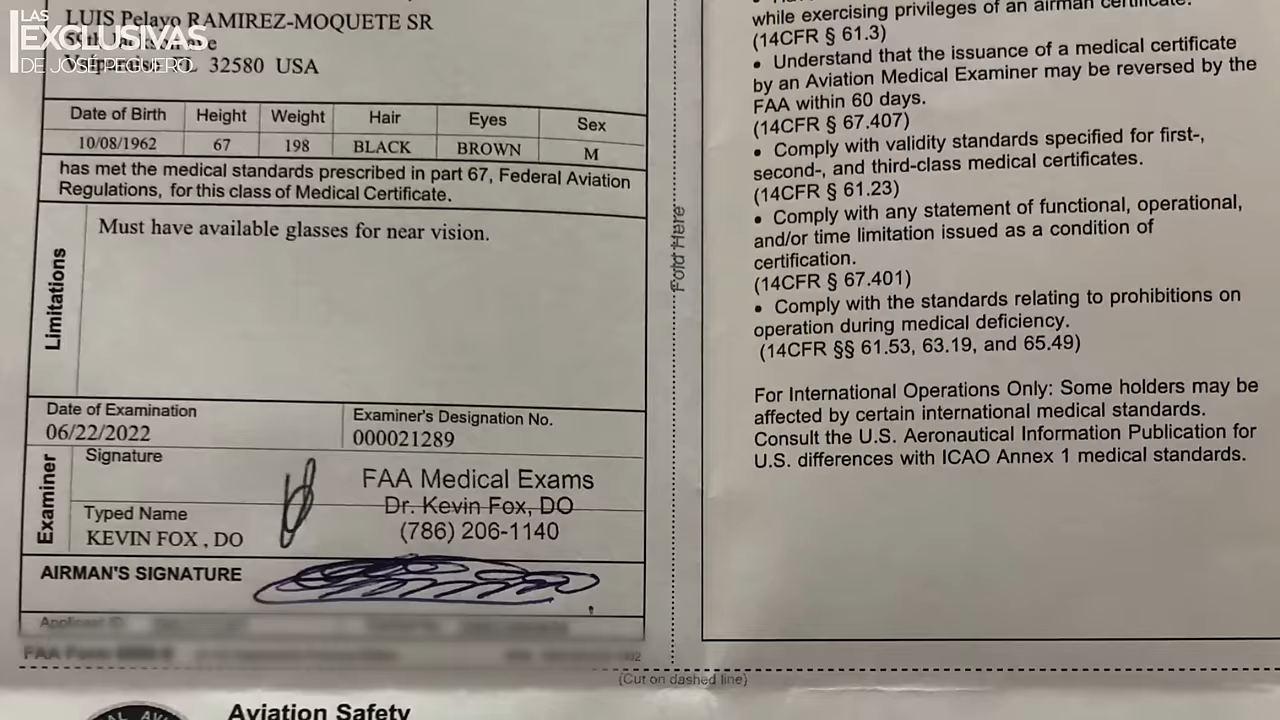 LAS
EXCLUSIVAS
DE JOSÉ PEGUERO
LUIS Pelayo RAMIREZ-MOQUETE SR
32580 USA
Date of Birth Height Weight Hair Eyes Sex
10/08/1962 67 198 BLACK BROWN M
has met the medical standards prescribed in part 67, Federal Aviation
Regulations, for this class of Medical Certificate.
Limitations
Must have available glasses for near vision.
Date of Examination
06/22/2022
Examiner's Designation No.
000021289
Examiner
Signature
FAA Medical Exams
Dr. Kevin Fox, DO
(786) 206-1140
Typed Name
KEVIN FOX , DO
AIRMAN'S SIGNATURE
Fold Here
while exercising privileges of an airman certificate.
(14CFR § 61.3)
• Understand that the issuance of a medical certificate
by an Aviation Medical Examiner may be reversed by the
FAA within 60 days.
(14CFR § 67.407)
• Comply with validity standards specified for first-,
second-, and third-class medical certificates.
(14CFR § 61.23)
• Comply with any statement of functional, operational,
and/or time limitation issued as a condition of
certification.
(14CFR § 67.401)
• Comply with the standards relating to prohibitions on
operation during medical deficiency.
(14CFR §§ 61.53, 63.19, and 65.49)
For International Operations Only: Some holders may be
affected by certain international medical standards.
Consult the U.S. Aeronautical Information Publication for
U.S. differences with ICAO Annex 1 medical standards.
(Cut on dashed line)
Aviation Safety